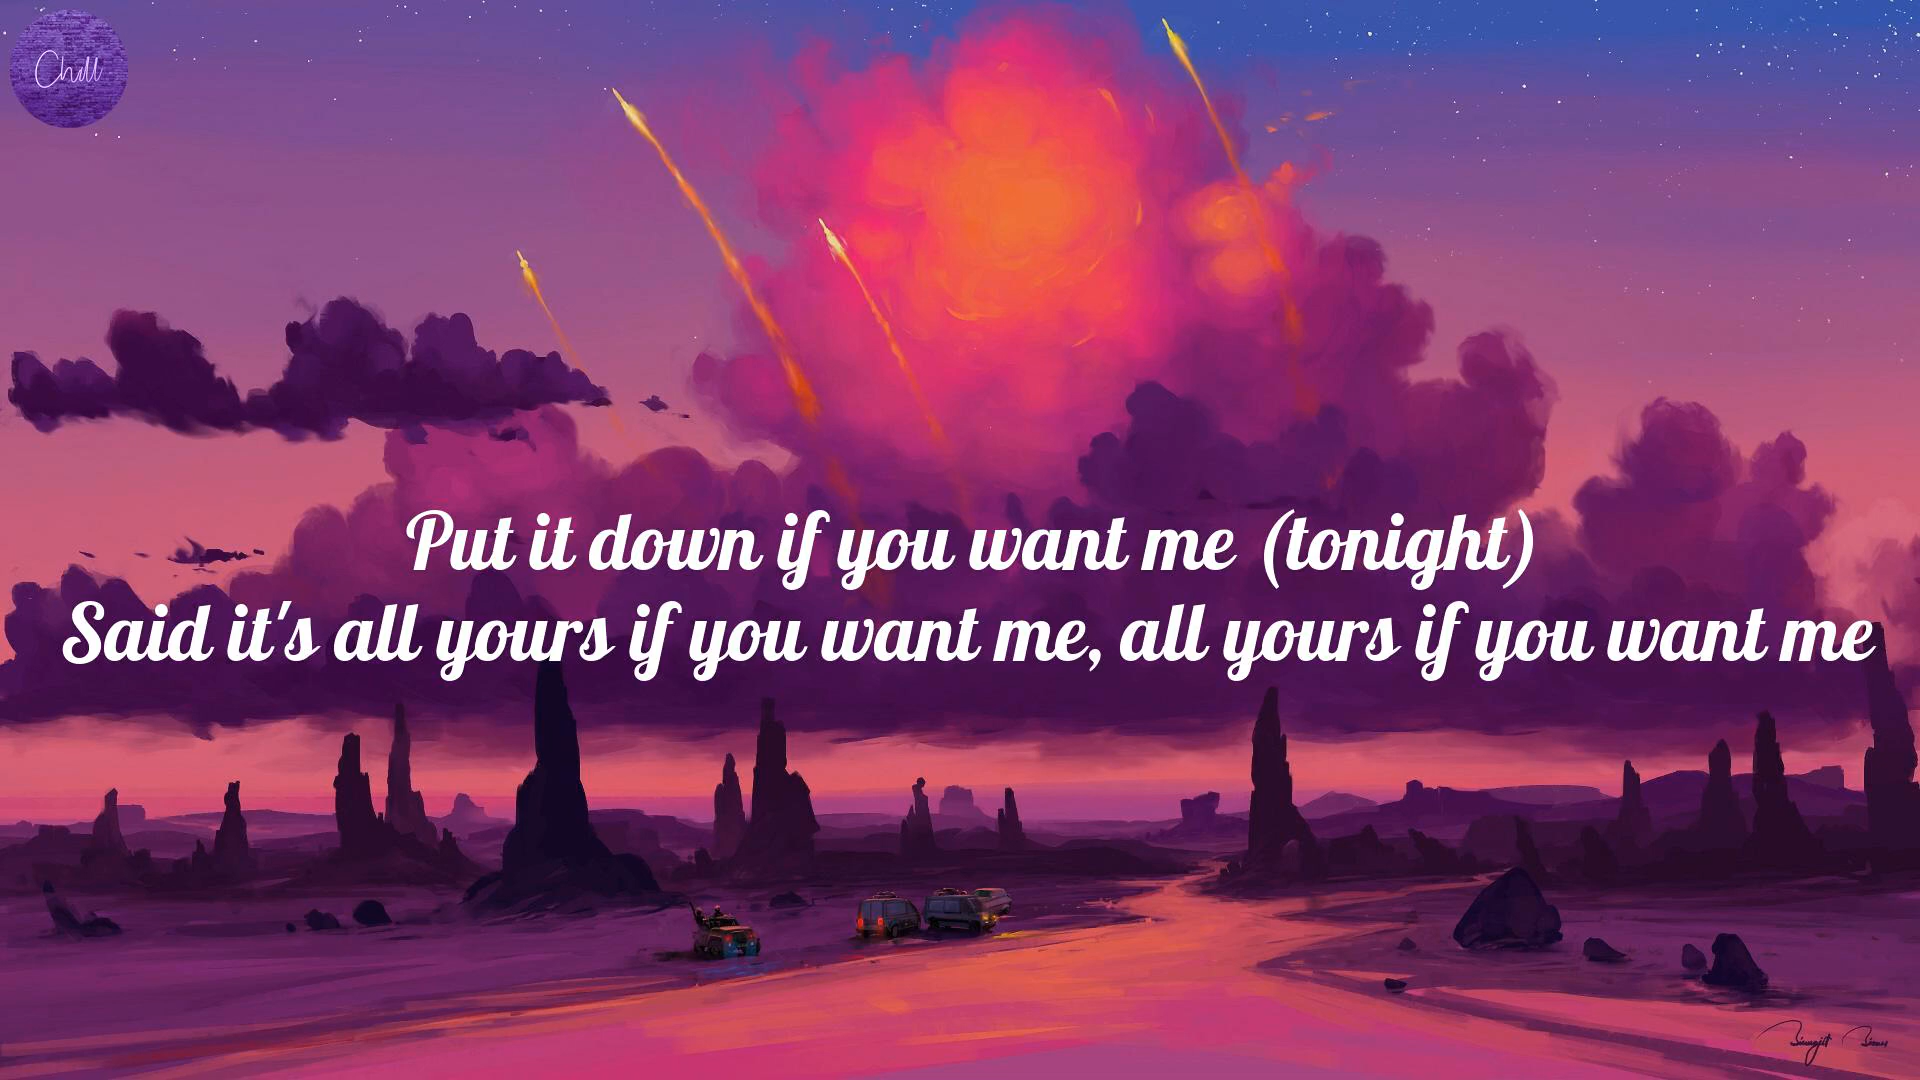 Chill
Put it down if you want me (tonight)
Said it's all yours if you want me, all yours if you want me